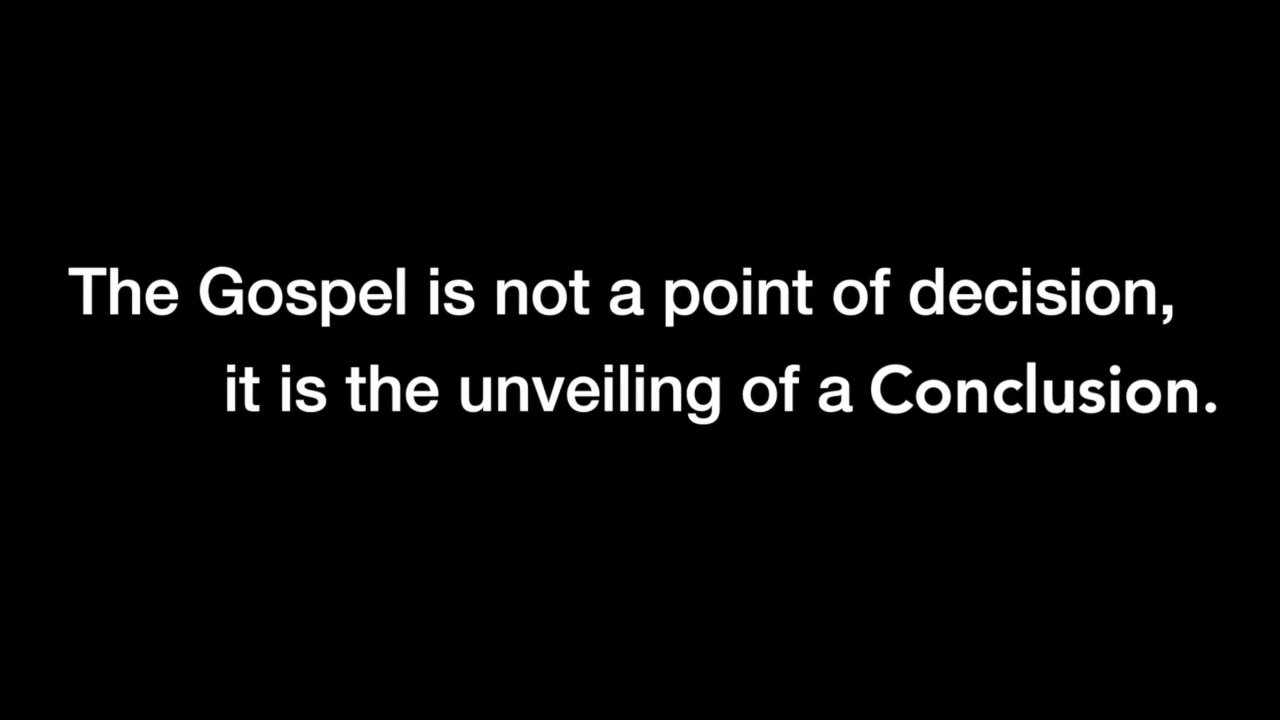 The Gospel is not a point of decision,
it is the unveiling of a Conclusion.